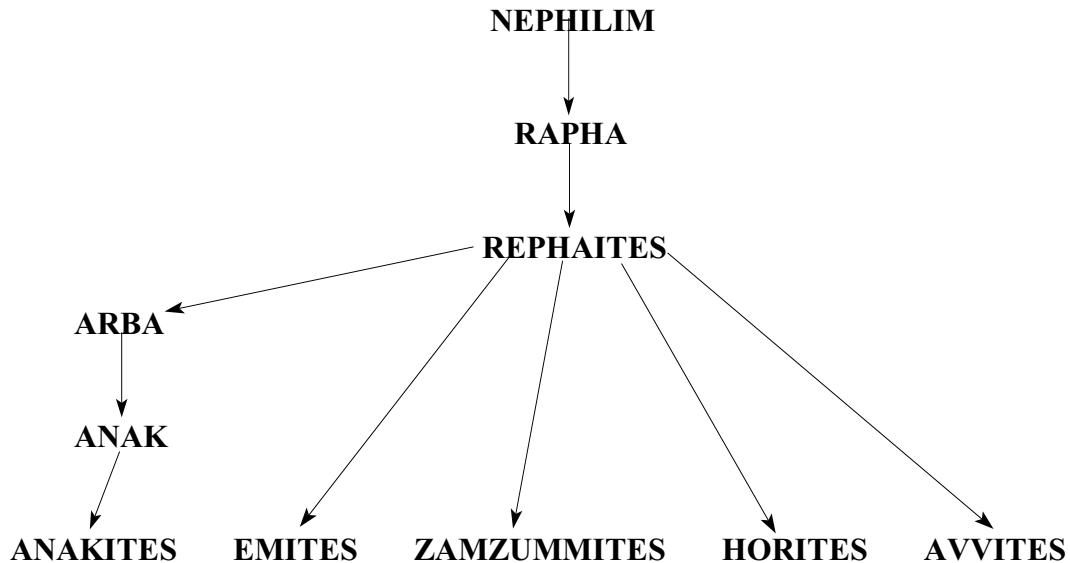 NEPHILIM
RAPHA
REPHAITES
ARBA
ANAK
ANAKITES EMITES ZAMZUMMITES HORITES AVVITES